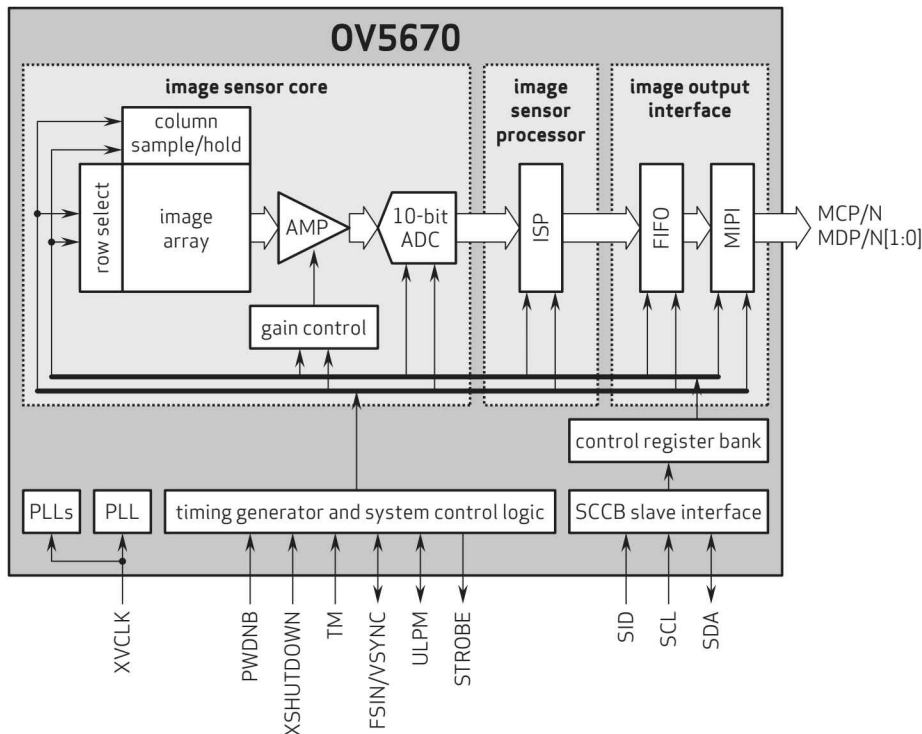 OV5670
image sensor core
image
sensor
processor
image output
interface
column
sample/hold
row select
image
array
AMP
10-bit
ADC
ISP
FIFO
MIPI
MCP/N
MDP/N[1:0]
gain control
control register bank
PLLs
PLL
timing generator and system control logic
SCCB slave interface
XVCLK
PWDNB
XSHUTDOWN
TM
FSIN/VSYNC
ULPM
STROBE
SID
SCL
SDA